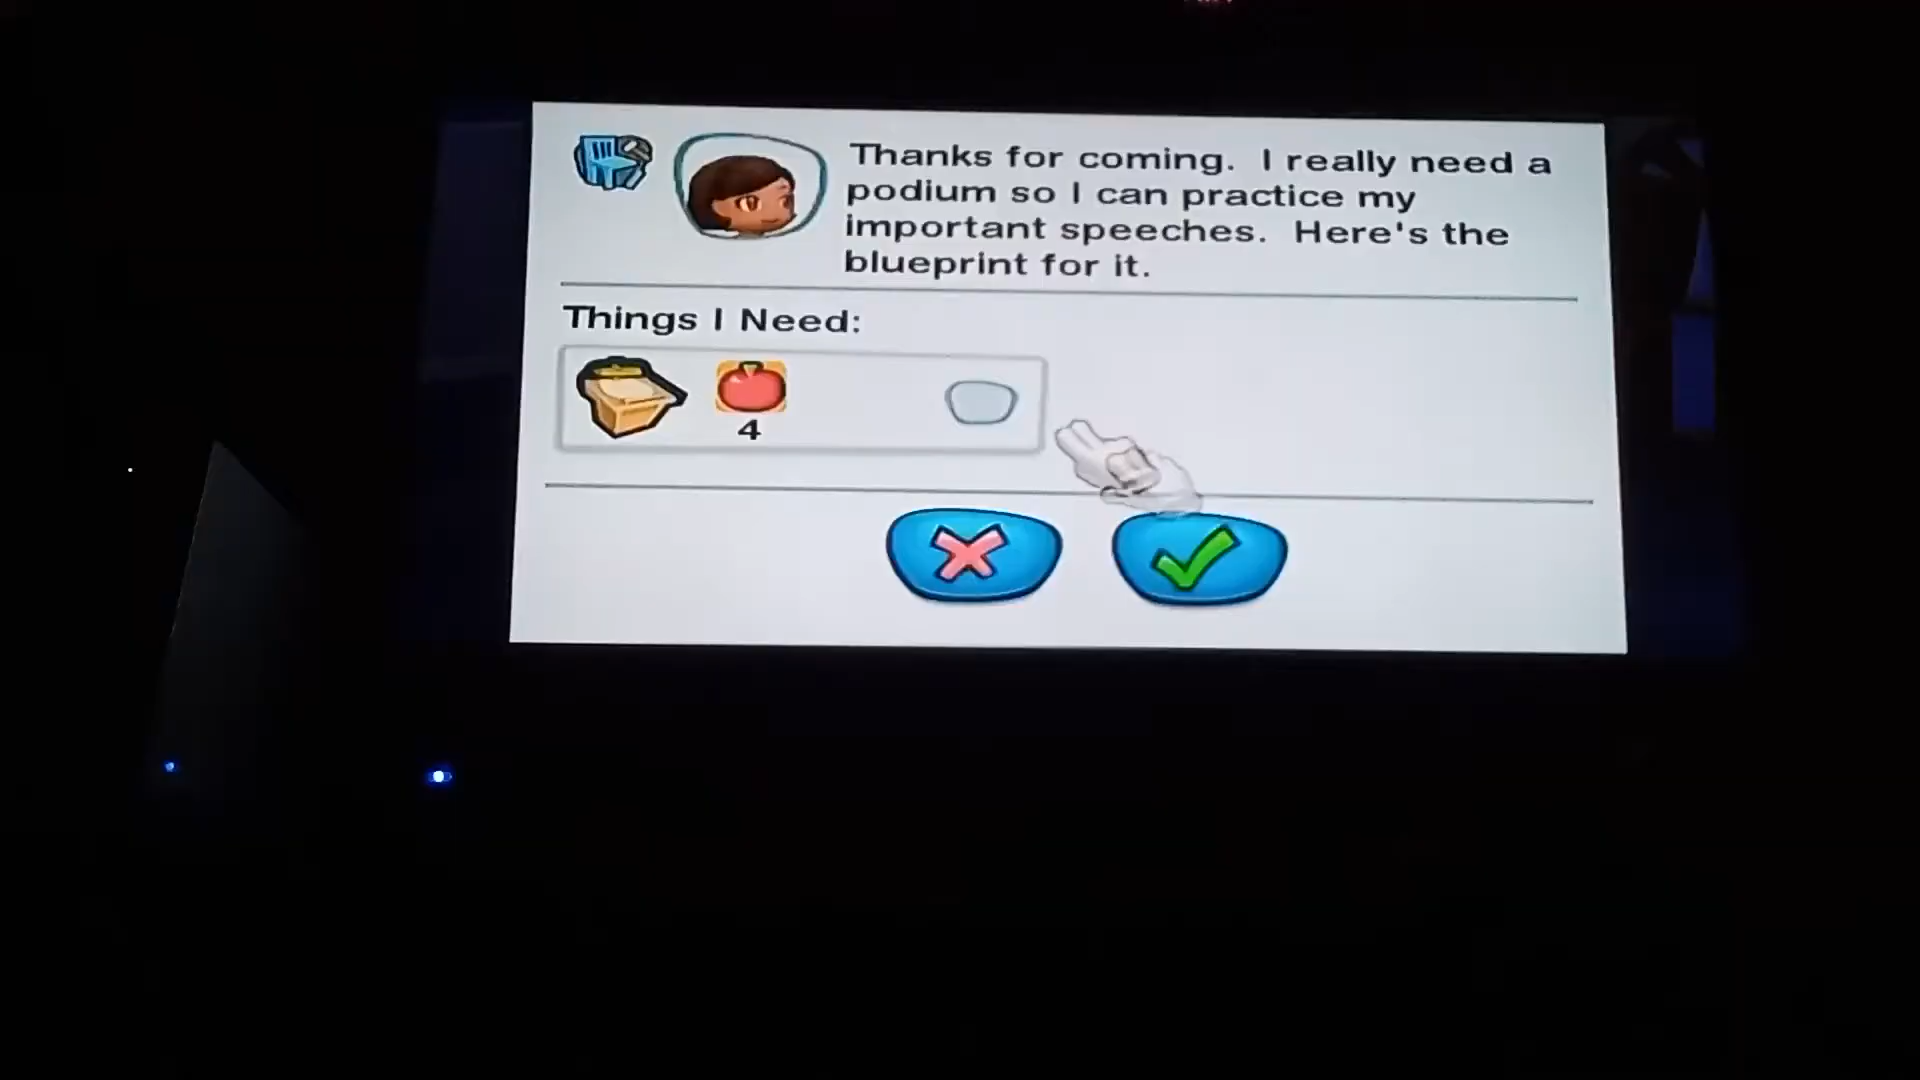 Thanks for coming. I really need a
podium so I can practice my
important speeches. Here's the
blueprint for it.
Things I Need:
4